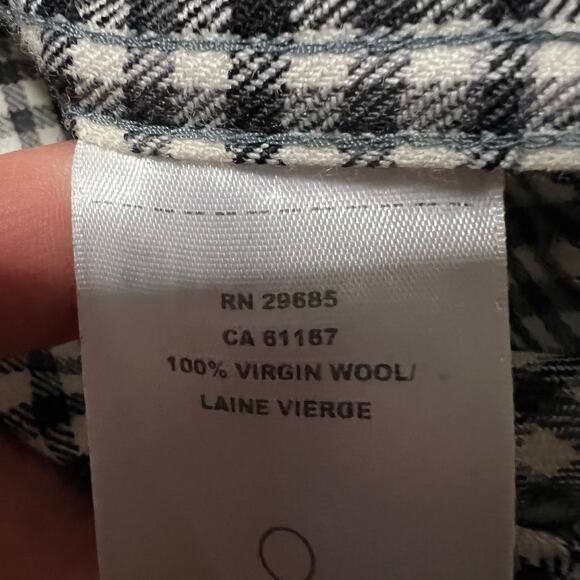 RN 29685
CA 61167
100% VIRGIN WOOL/
LAINE VIERGE